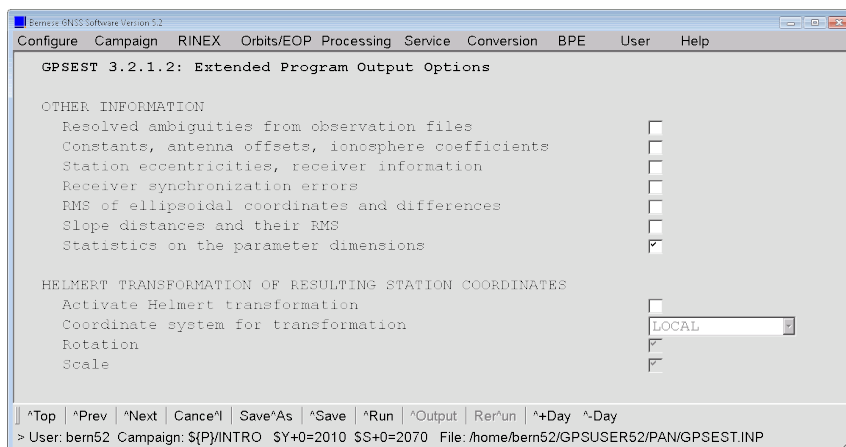 Bernese GNSS Software Version 5.2
Configure Campaign RINEX Orbits/EOP Processing Service Conversion BPE User Help
GPSEST 3.2.1.2: Extended Program Output Options
OTHER INFORMATION
Resolved ambiguities from observation files
Constants, antenna offsets, ionosphere coefficients
Station eccentricities, receiver information
Receiver synchronization errors
RMS of ellipsoidal coordinates and differences
Slope distances and their RMS
Statistics on the parameter dimensions
HELMERT TRANSFORMATION OF RESULTING STATION COORDINATES
Activate Helmert transformation
Coordinate system for transformation LOCAL
Rotation
Scale
^Top ^Prev ^Next Cance^l Save^As ^Save ^Run ^Output Rer^un ^+Day ^-Day
> User: bern52 Campaign: ${P}/INTRO $Y+0=2010 $S+0=2070 File: /home/bern52/GPSUSER52/PAN/GPSEST.INP